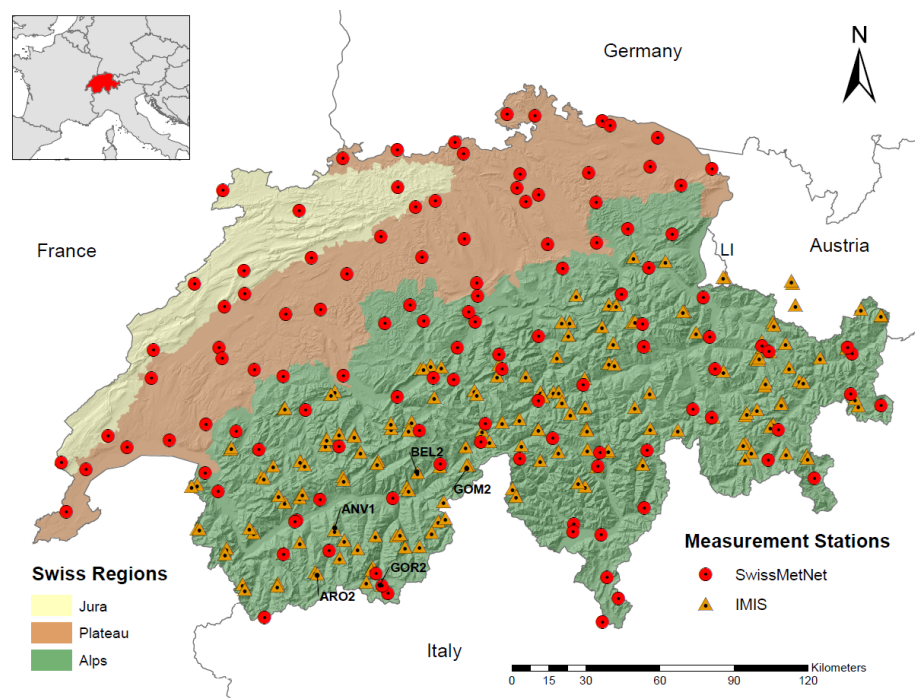 Germany
N
France
LI
Austria
BEL2
GOM2
ANV1
GOR2
ARO2
Italy
Swiss Regions
Jura
Plateau
Alps
Measurement Stations
SwissMetNet
IMIS
Kilometers
0 15 30 60 90 120